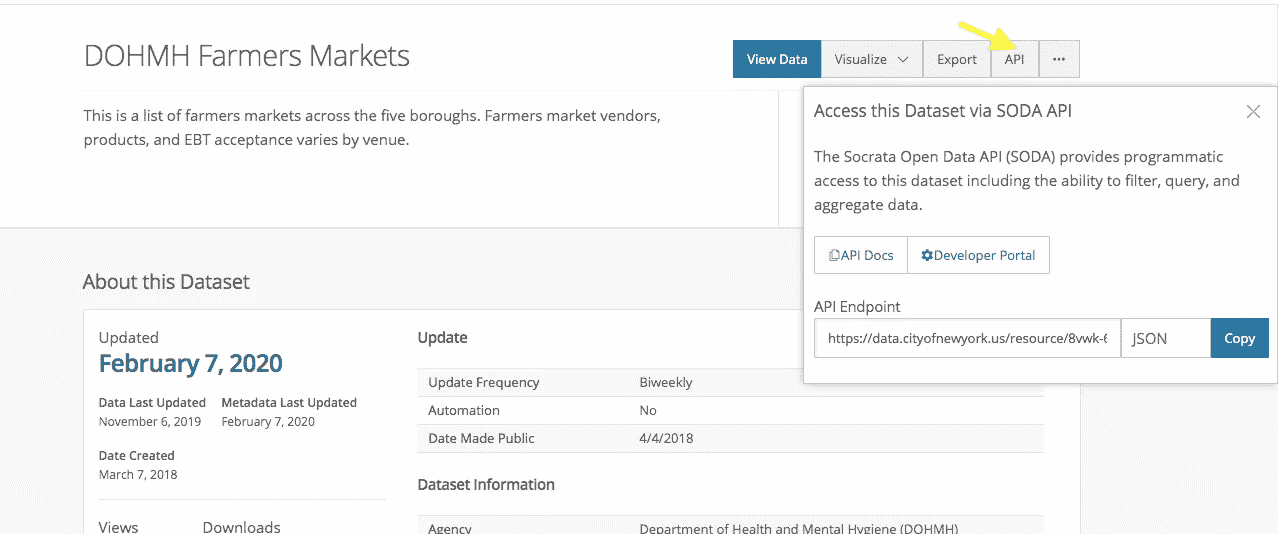 DOHMH Farmers Markets
View Data
Visualize
Export
API
...
This is a list of farmers markets across the five boroughs. Farmers market vendors,
products, and EBT acceptance varies by venue.
Access this Dataset via SODA API
The Socrata Open Data API (SODA) provides programmatic
access to this dataset including the ability to filter, query, and
aggregate data.
API Docs
Developer Portal
API Endpoint
https://data.cityofnewyork.us/resource/8vwk-6
JSON
Copy
About this Dataset
Updated
February 7, 2020
Data Last Updated
Metadata Last Updated
November 6, 2019
February 7, 2020
Date Created
March 7, 2018
Views
Downloads
Update
Update Frequency
Biweekly
Automation
No
Date Made Public
4/4/2018
Dataset Information
Agency
Department of Health and Mental Hygiene (DOHMH)